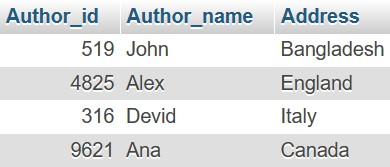 Author_id Author_name Address
519 John Bangladesh
4825 Alex England
316 Devid Italy
9621 Ana Canada